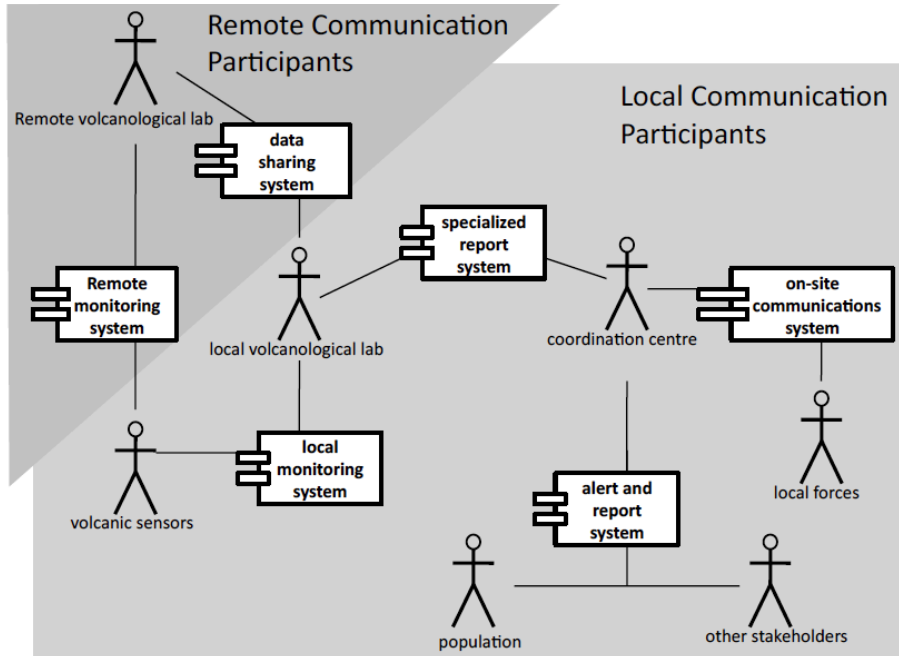 Remote Communication
Participants
Remote volcanological lab
data
sharing
system
Local Communication
Participants
specialized
report
system
Remote
monitoring
system
local volcanological lab
coordination centre
on-site
communications
system
local
monitoring
system
volcanic sensors
alert and
report
system
local forces
population
other stakeholders